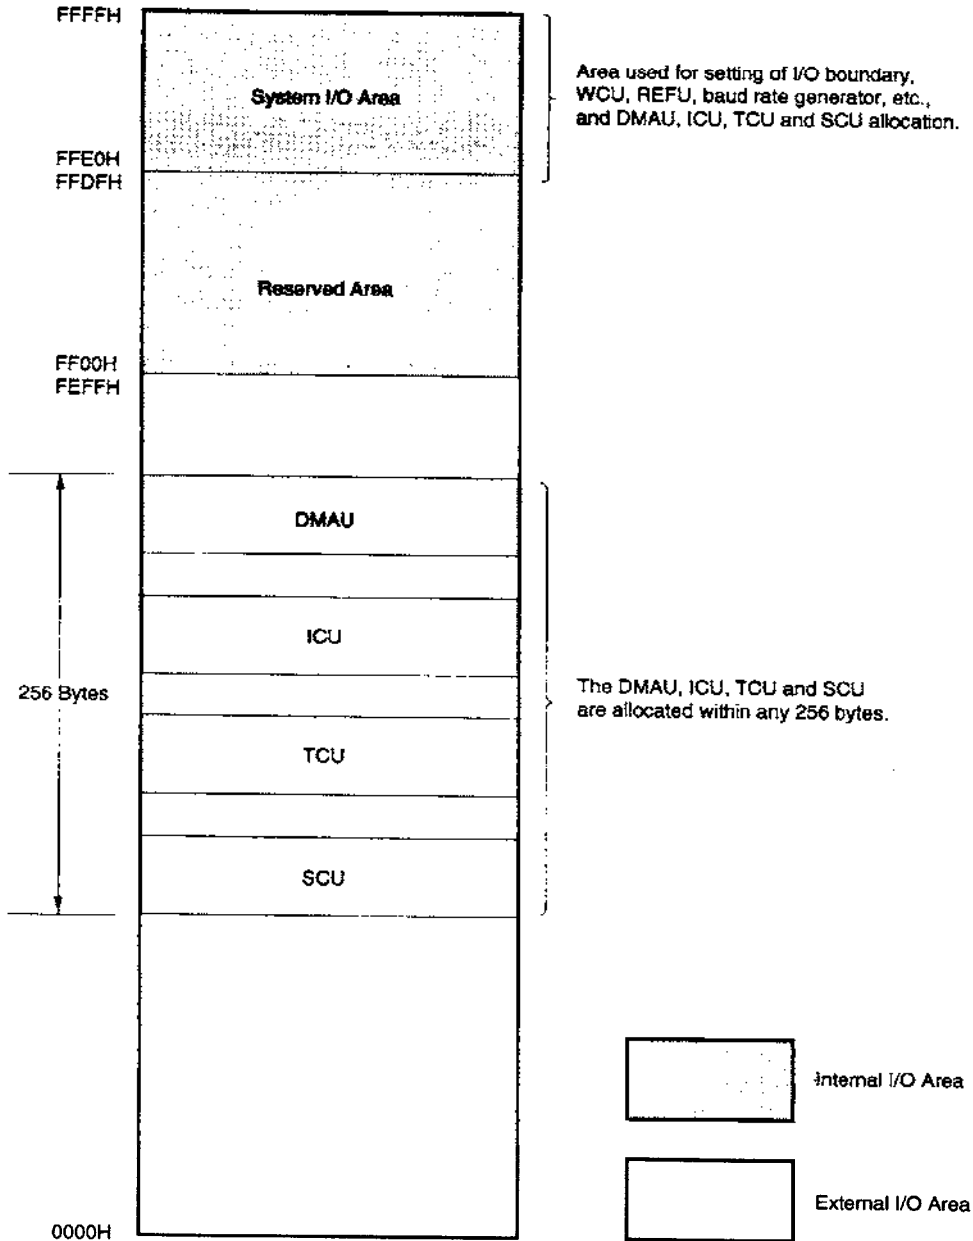 FFFFH
System I/O Area
Area used for setting of I/O boundary,
WCU, REFU, baud rate generator, etc.,
and DMAU, ICU, TCU and SCU allocation.
FFE0H
FFDFH
Reserved Area
FF00H
FEFFH
DMAU
ICU
256 Bytes
The DMAU, ICU, TCU and SCU
are allocated within any 256 bytes.
TCU
SCU
Internal I/O Area
External I/O Area
0000H